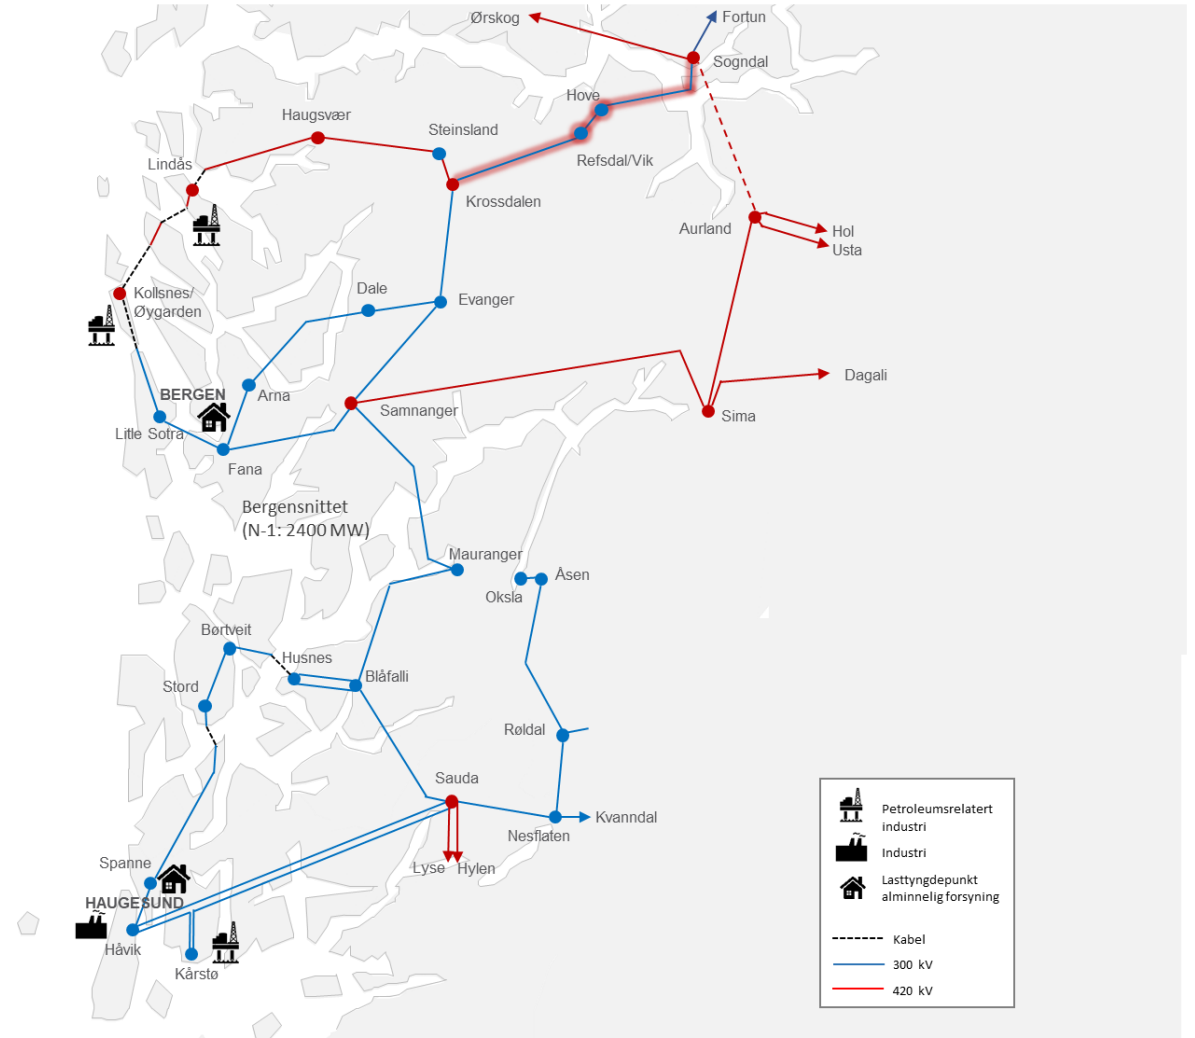 Ørskog
Fortun
Sogndal
Hove
Haugsvær
Steinsland
Lindås
Refsdal/Vik
Krossdalen
Aurland
Hol
Usta
Kollsnes/
Øygarden
Dale
Evanger
Dagali
BERGEN
Arna
Samnanger
Sima
Litle Sotra
Fana
Bergensnittet
(N-1: 2400 MW)
Mauranger
Åsen
Oksla
Børtveit
Husnes
Blåfalli
Stord
Røldal
Sauda
Kvanndal
Nesflaten
Lyse
Hylen
Spanne
HAUGESUND
Håvik
Kårstø
Petroleumsrelatert
industri
Industri
Lasttyngdepunkt
alminnelig forsyning
Kabel
300 kV
420 kV